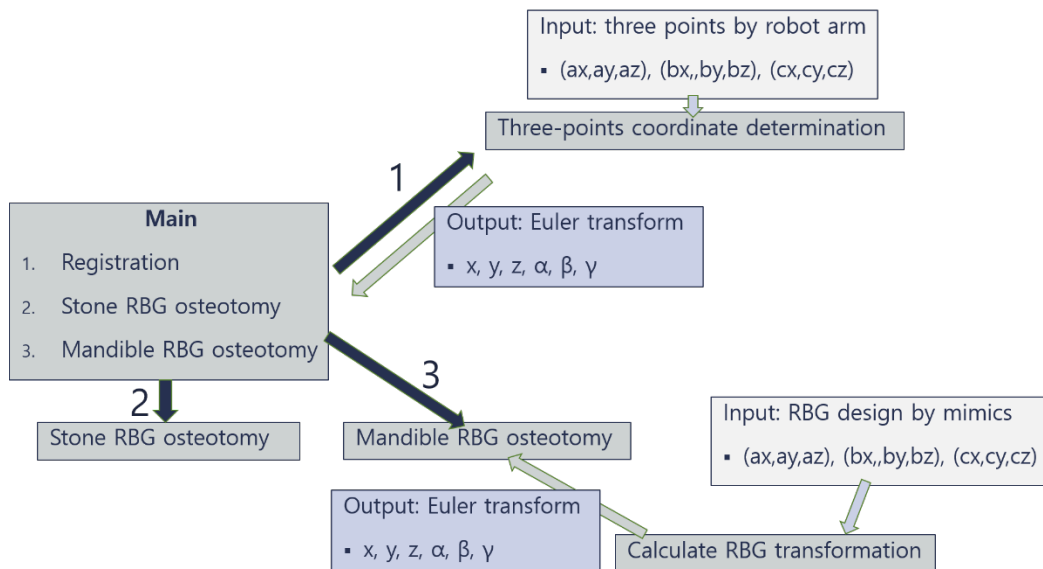 Input: three points by robot arm
▪ (ax,ay,az), (bx,,by,bz), (cx,cy,cz)
Three-points coordinate determination
1
Main
1. Registration
2. Stone RBG osteotomy
3. Mandible RBG osteotomy
Output: Euler transform
▪ x, y, z, α, β, γ
2
3
Stone RBG osteotomy
Mandible RBG osteotomy
Input: RBG design by mimics
▪ (ax,ay,az), (bx,,by,bz), (cx,cy,cz)
Output: Euler transform
▪ x, y, z, α, β, γ
Calculate RBG transformation